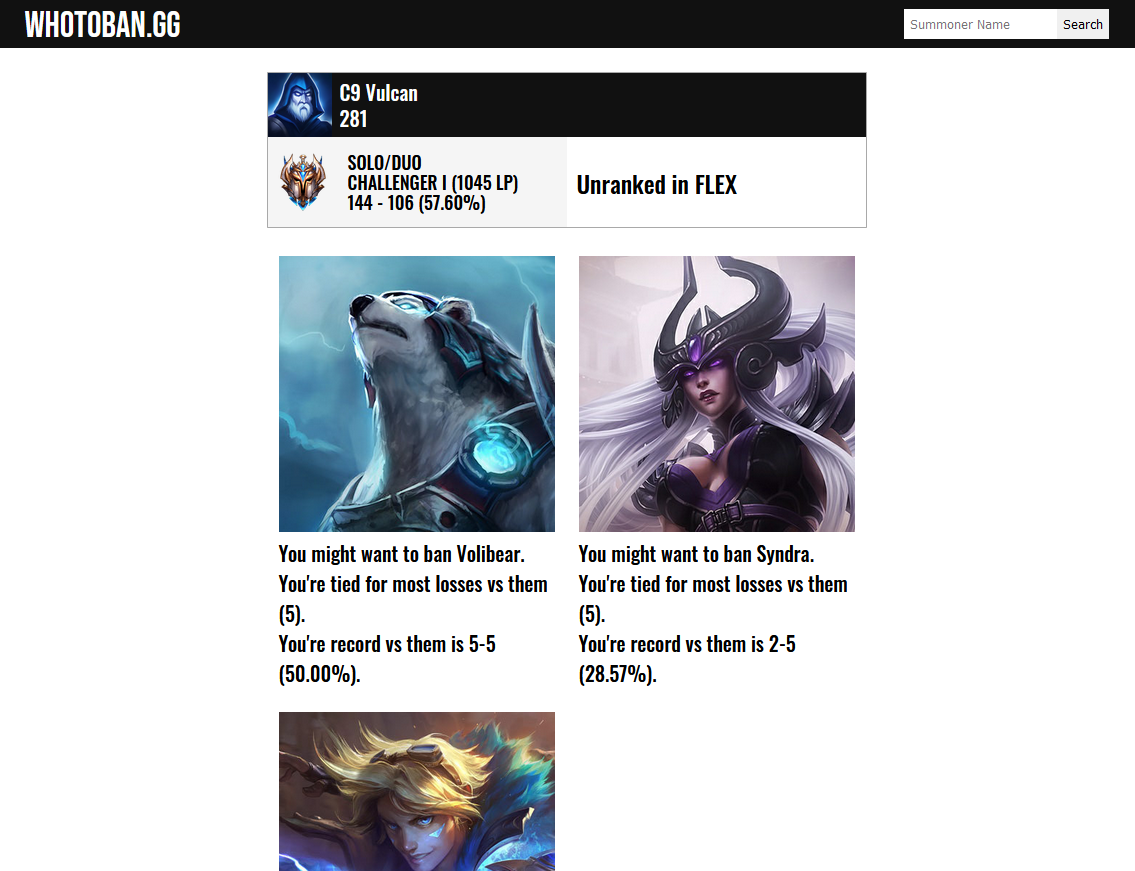 WHOTOBAN.GG
Summoner Name
Search
C9 Vulcan
281
SOLO/DUO
CHALLENGER I (1045 LP)
144 - 106 (57.60%)
Unranked in FLEX
You might want to ban Volibear.
You're tied for most losses vs them
(5).
You're record vs them is 5-5
(50.00%).
You might want to ban Syndra.
You're tied for most losses vs them
(5).
You're record vs them is 2-5
(28.57%).